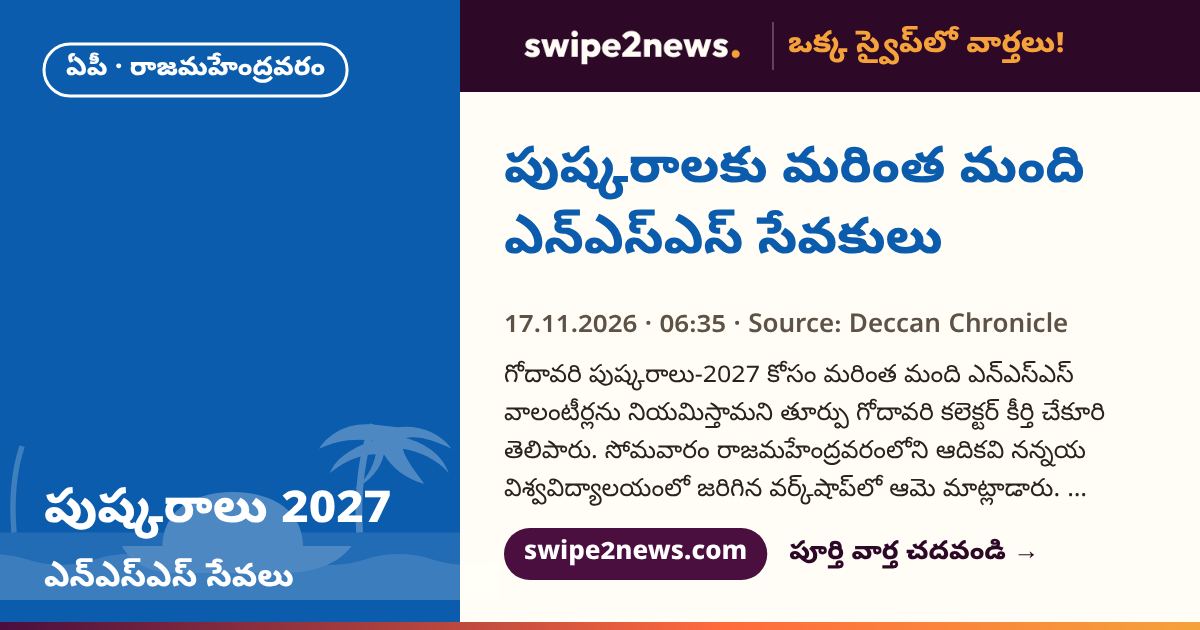 ఏపీ · రాజమహేంద్రవరం
పుష్కరాలు 2027
ఎన్ఎస్ఎస్ సేవలు
swipe2news.
ఒక్క స్వైప్‌లో వార్తలు!
పుష్కరాలకు మరింత మంది
ఎన్ఎస్ఎస్ సేవకులు
17.11.2026 · 06:35 · Source: Deccan Chronicle
గోదావరి పుష్కరాలు-2027 కోసం మరింత మంది ఎన్ఎస్ఎస్
వాలంటీర్లను నియమిస్తామని తూర్పు గోదావరి కలెక్టర్ కీర్తి చేకూరి
తెలిపారు. సోమవారం రాజమహేంద్రవరంలోని ఆదికవి నన్నయ
విశ్వవిద్యాలయంలో జరిగిన వర్క్‌షాప్‌లో ఆమె మాట్లాడారు. ...
swipe2news.com
పూర్తి వార్త చదవండి →